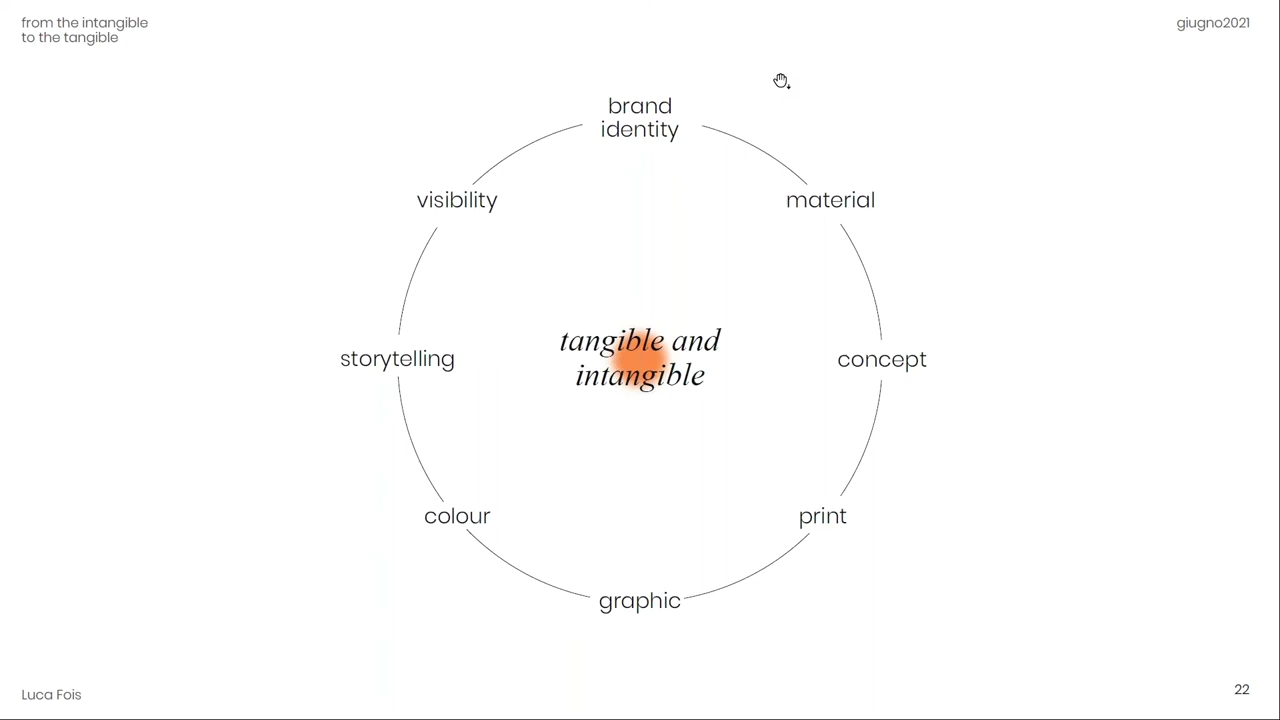 from the intangible
to the tangible
giugno2021
brand
identity
visibility
material
tangible and
intangible
storytelling
concept
colour
print
graphic
Luca Fois
22